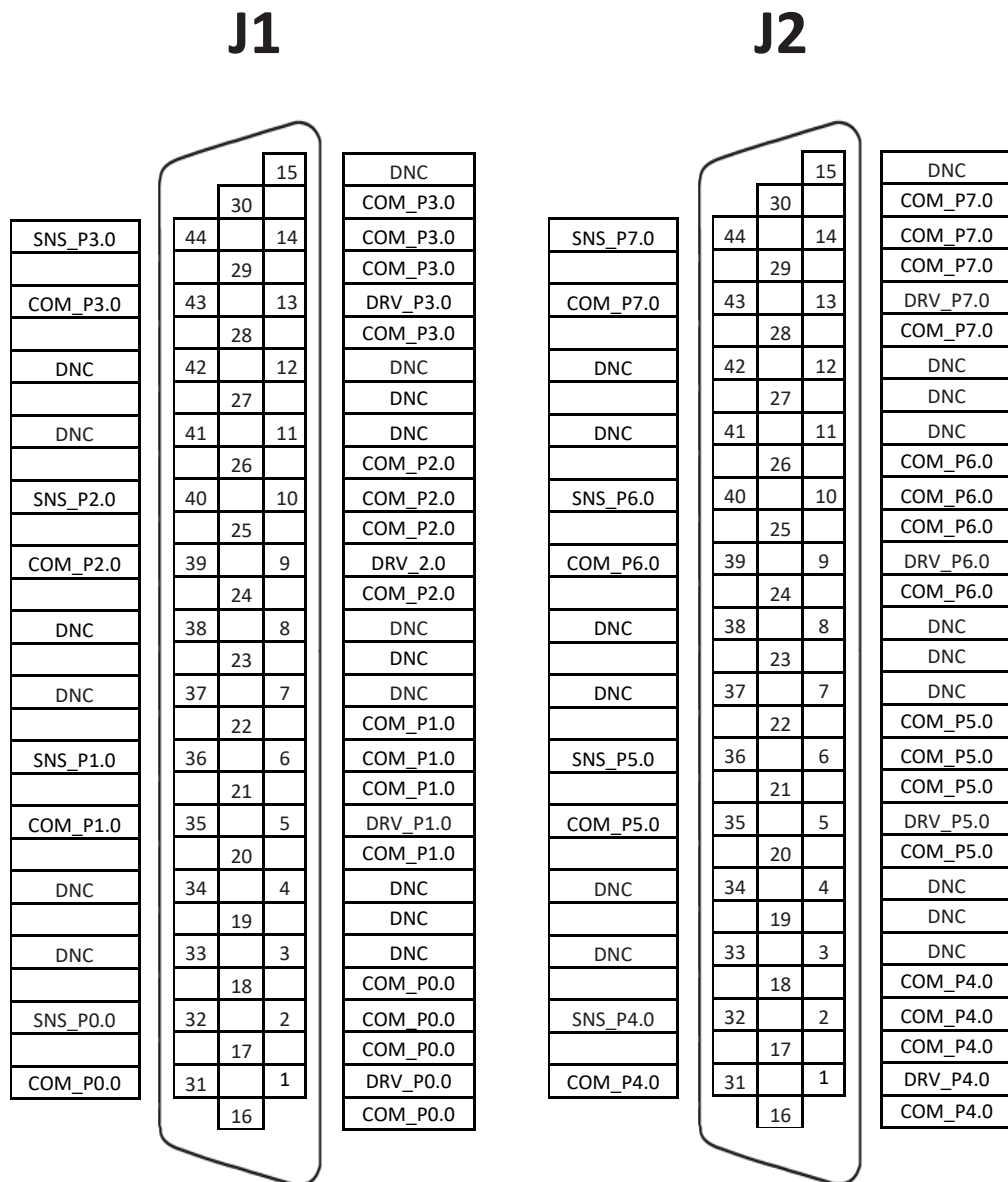 J1 J2
15 DNC 15 DNC
30 COM_P3.0 30 COM_P7.0
SNS_P3.0 44 14 COM_P3.0 SNS_P7.0 44 14 COM_P7.0
29 COM_P3.0 29 COM_P7.0
COM_P3.0 43 13 DRV_P3.0 COM_P7.0 43 13 DRV_P7.0
28 COM_P3.0 28 COM_P7.0
DNC 42 12 DNC DNC 42 12 DNC
27 DNC 27 DNC
DNC 41 11 DNC DNC 41 11 DNC
26 COM_P2.0 26 COM_P6.0
SNS_P2.0 40 10 COM_P2.0 SNS_P6.0 40 10 COM_P6.0
25 COM_P2.0 25 COM_P6.0
COM_P2.0 39 9 DRV_2.0 COM_P6.0 39 9 DRV_P6.0
24 COM_P2.0 24 COM_P6.0
DNC 38 8 DNC DNC 38 8 DNC
23 DNC 23 DNC
DNC 37 7 DNC DNC 37 7 DNC
22 COM_P1.0 22 COM_P5.0
SNS_P1.0 36 6 COM_P1.0 SNS_P5.0 36 6 COM_P5.0
21 COM_P1.0 21 COM_P5.0
COM_P1.0 35 5 DRV_P1.0 COM_P5.0 35 5 DRV_P5.0
20 COM_P1.0 20 COM_P5.0
DNC 34 4 DNC DNC 34 4 DNC
19 DNC 19 DNC
DNC 33 3 DNC DNC 33 3 DNC
18 COM_P0.0 18 COM_P4.0
SNS_P0.0 32 2 COM_P0.0 SNS_P4.0 32 2 COM_P4.0
17 COM_P0.0 17 COM_P4.0
COM_P0.0 31 1 DRV_P0.0 COM_P4.0 31 1 DRV_P4.0
16 COM_P0.0 16 COM_P4.0